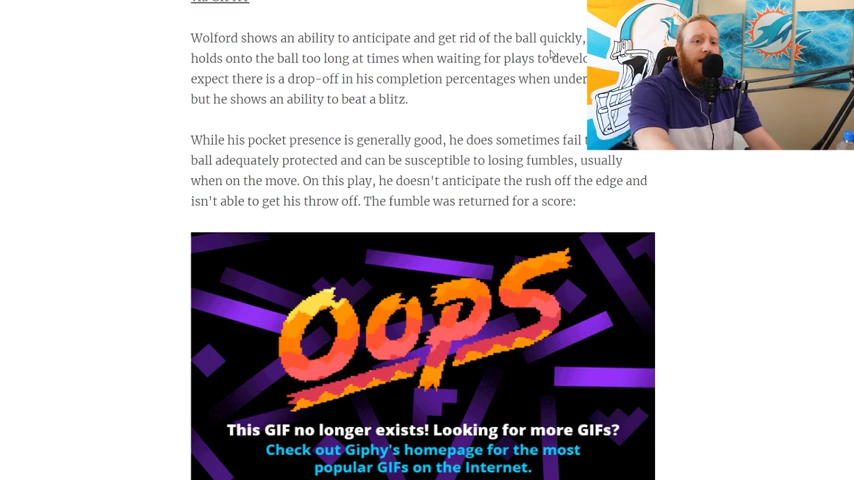 Wolford shows an ability to anticipate and get rid of the ball quickly,
holds onto the ball too long at times when waiting for plays to
expect there is a drop-off in his completion percentages when under
but he shows an ability to beat a blitz.
While his pocket presence is generally good, he does sometimes fail
ball adequately protected and can be susceptible to losing fumbles, usually
when on the move. On this play, he doesn't anticipate the rush off the edge and
isn't able to get his throw off. The fumble was returned for a score:
OOPS
This GIF no longer exists! Looking for more GIFs?
Check out Giphy's homepage for the most
popular GIFs on the Internet.